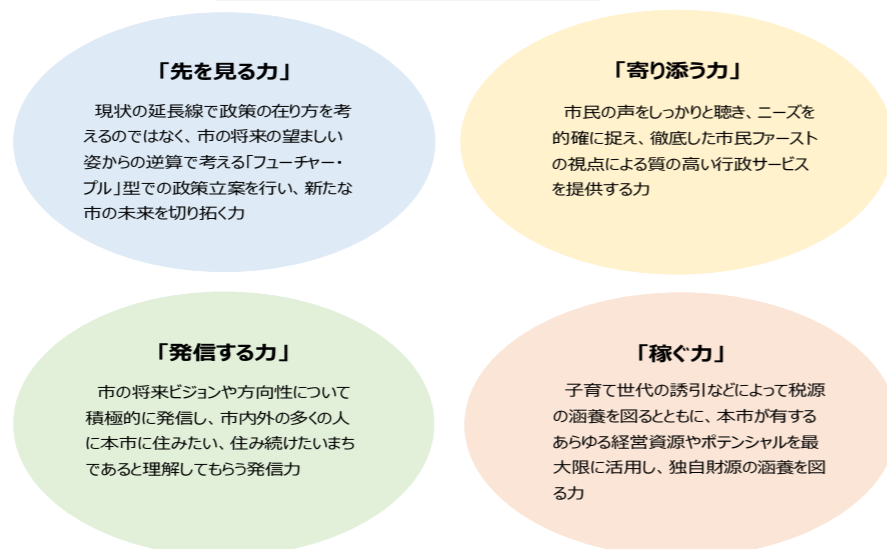 「先を見る力」
現状の延長線で政策の在り方を考
えるのではなく、市の将来の望ましい
姿からの逆算で考える「フューチャー・
プル」型での政策立案を行い、新たな
市の未来を切り拓く力
「寄り添う力」
市民の声をしっかりと聴き、ニーズを
的確に捉え、徹底した市民ファースト
の視点による質の高い行政サービス
を提供する力
「発信する力」
市の将来ビジョンや方向性について
積極的に発信し、市内外の多くの人
に本市に住みたい、住み続けたいまち
であると理解してもらう発信力
「稼ぐ力」
子育て世代の誘引などによって税源
の涵養を図るとともに、本市が有する
あらゆる経営資源やポテンシャルを最
大限に活用し、独自財源の涵養を図
る力